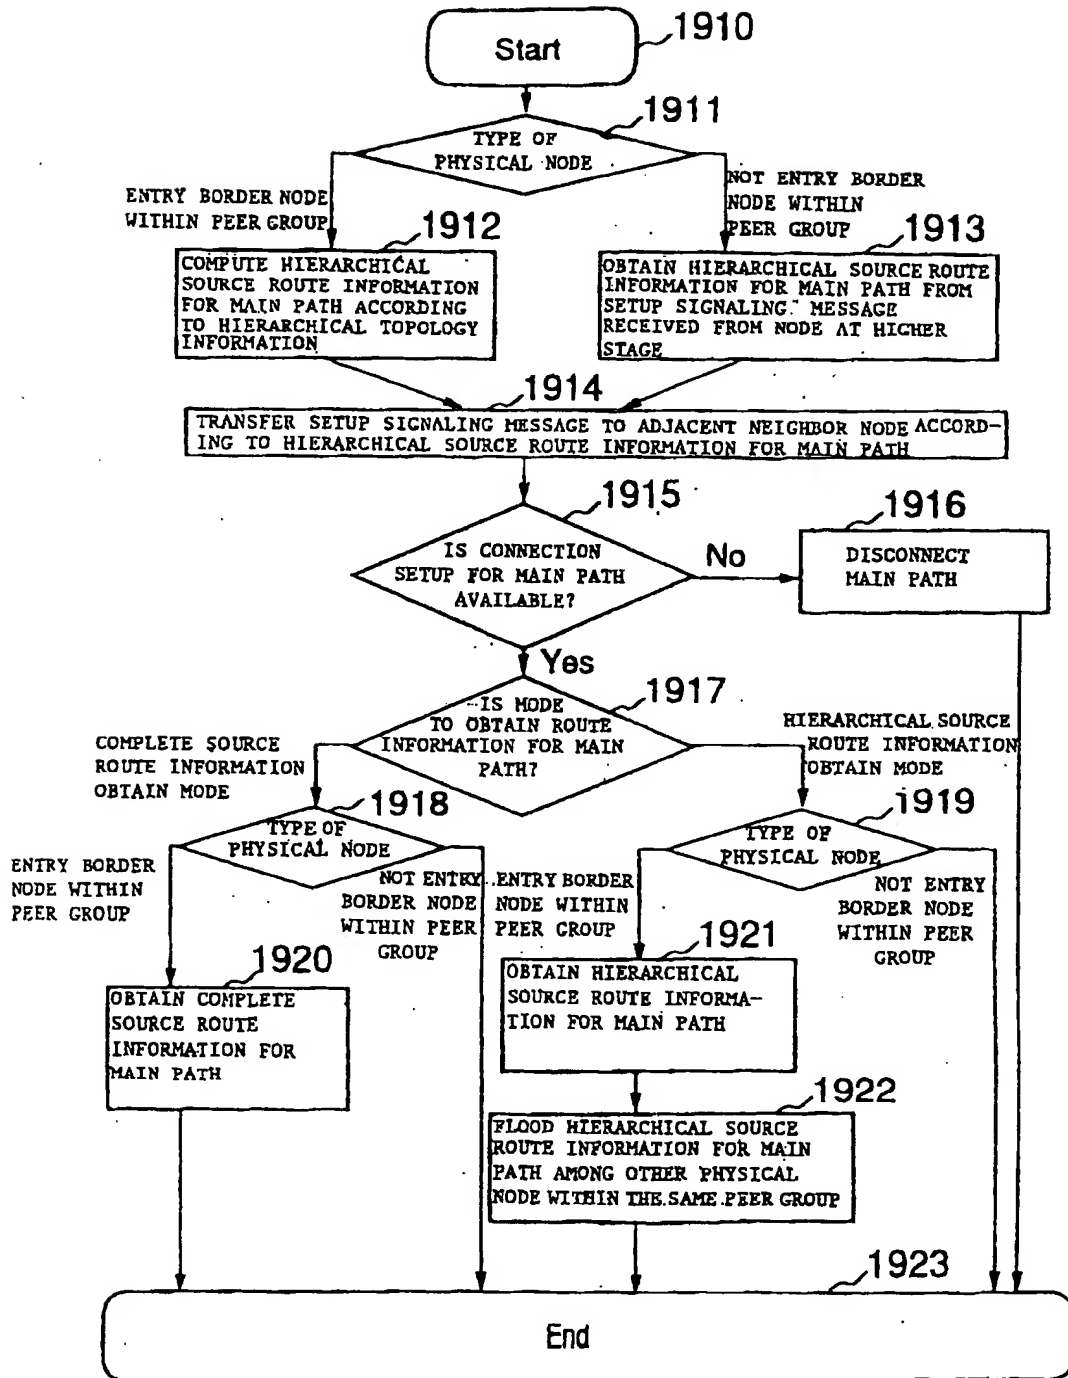 Start
1910
1911
TYPE OF
PHYSICAL NODE
ENTRY BORDER NODE
WITHIN PEER GROUP
NOT ENTRY BORDER
NODE WITHIN
PEER GROUP
1912
COMPUTE HIERARCHICAL
SOURCE ROUTE INFORMATION
FOR MAIN PATH ACCORDING
TO HIERARCHICAL TOPOLOGY
INFORMATION
1913
OBTAIN HIERARCHICAL SOURCE ROUTE
INFORMATION FOR MAIN PATH FROM
SETUP SIGNALING MESSAGE
RECEIVED FROM NODE AT HIGHER
STAGE
1914
TRANSFER SETUP SIGNALING MESSAGE TO ADJACENT NEIGHBOR NODE ACCORD-
ING TO HIERARCHICAL SOURCE ROUTE INFORMATION FOR MAIN PATH
1915
IS CONNECTION
SETUP FOR MAIN PATH
AVAILABLE?
No
1916
DISCONNECT
MAIN PATH
Yes
1917
IS MODE
TO OBTAIN ROUTE
INFORMATION FOR MAIN
PATH?
COMPLETE SOURCE
ROUTE INFORMATION
OBTAIN MODE
HIERARCHICAL SOURCE
ROUTE INFORMATION
OBTAIN MODE
1918
TYPE OF
PHYSICAL NODE
1919
TYPE OF
PHYSICAL NODE
ENTRY BORDER
NODE WITHIN
PEER GROUP
NOT ENTRY
BORDER NODE
WITHIN PEER
GROUP
ENTRY BORDER
NODE WITHIN
PEER CROUP
NOT ENTRY
BORDER NODE
WITHIN PEER
GROUP
1920
OBTAIN COMPLETE
SOURCE ROUTE
INFORMATION FOR
MAIN PATH
1921
OBTAIN HIERARCHICAL
SOURCE ROUTE INFORMA-
TION FOR MAIN PATH
1922
FLOOD HIERARCHICAL SOURCE
ROUTE INFORMATION FOR MAIN
PATH AMONG OTHER PHYSICAL
NODE WITHIN THE SAME PEER GROUP
1923
End